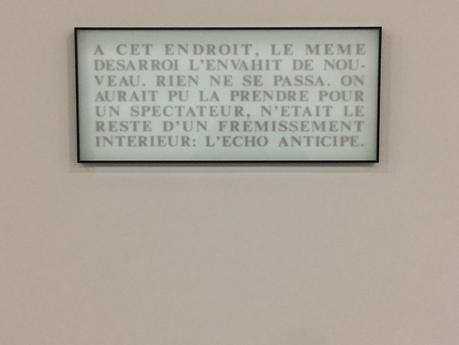 A CET ENDROIT, LE MEME
DESARROI L'ENVAHIT DE NOU-
VEAU. RIEN NE SE PASSA. ON
AURAIT PU LA PRENDRE POUR
UN SPECTATEUR, N'ETAIT LE
RESTE D'UN FREMISSEMENT
INTERIEUR: L'ECHO ANTICIPE.